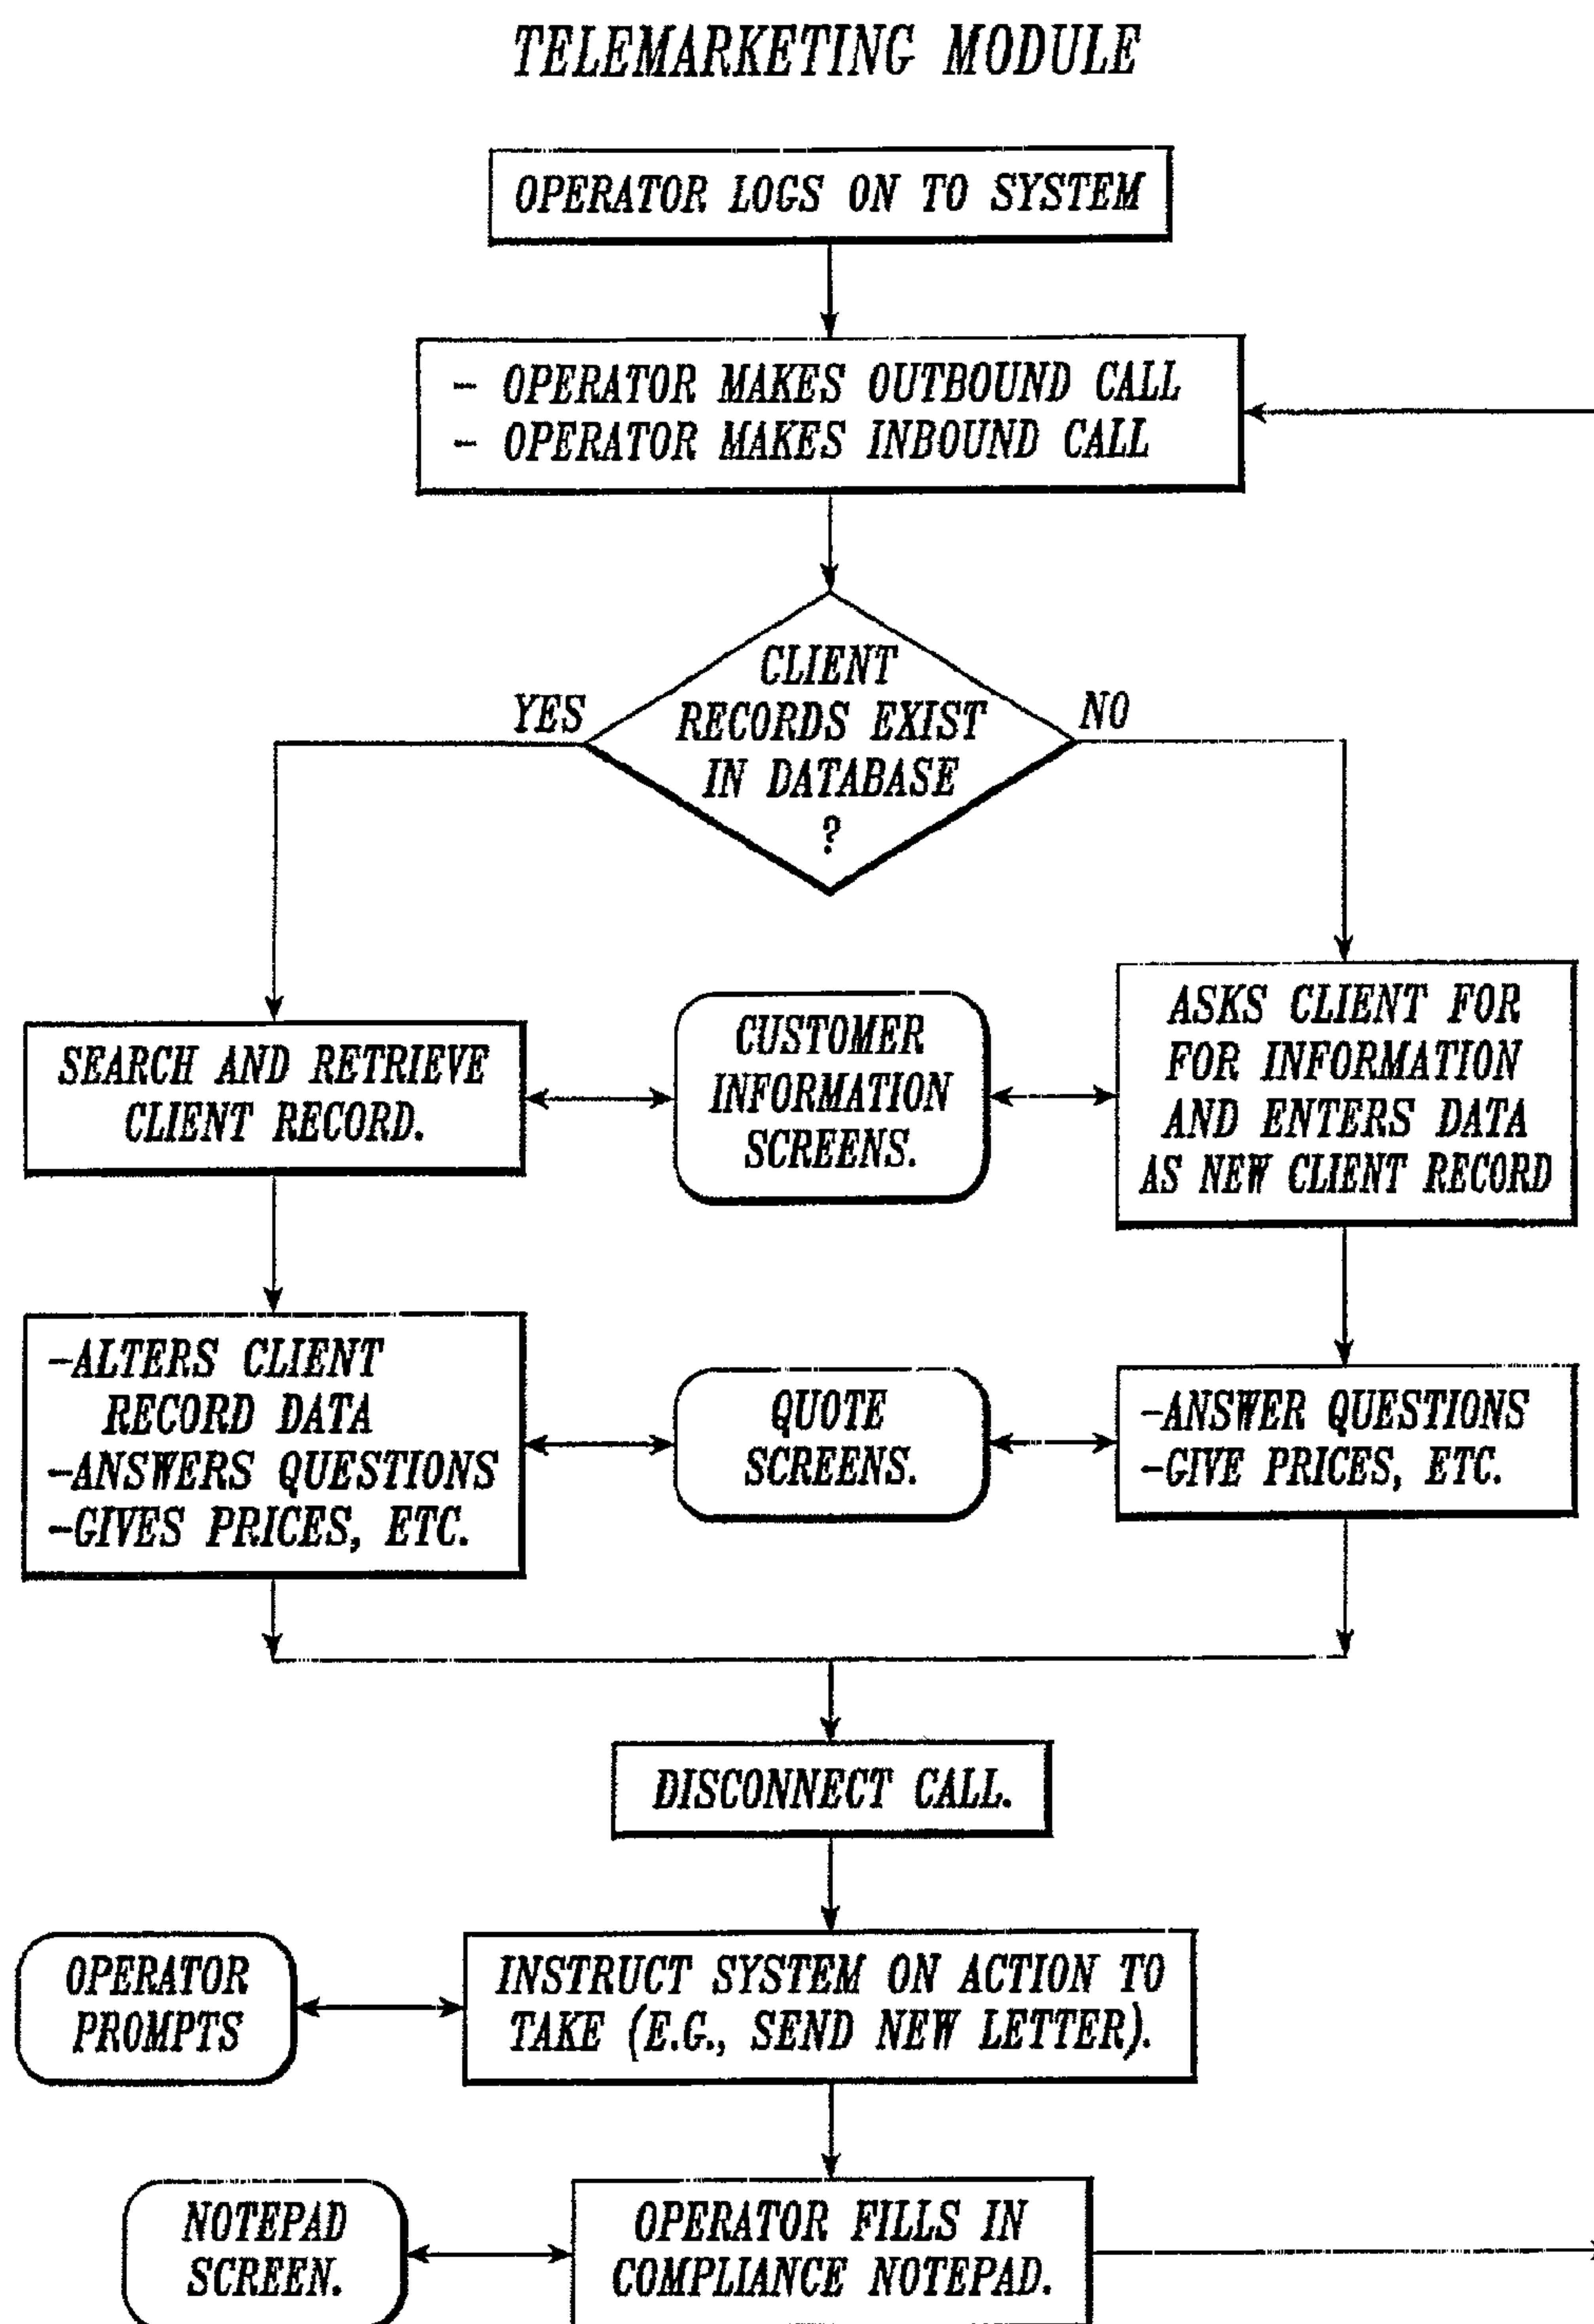 TELEMARKETING MODULE
OPERATOR LOGS ON TO SYSTEM
- OPERATOR MAKES OUTBOUND CALL
- OPERATOR MAKES INBOUND CALL
CLIENT
RECORDS EXIST
IN DATABASE
?
YES
NO
SEARCH AND RETRIEVE
CLIENT RECORD.
CUSTOMER
INFORMATION
SCREENS.
ASKS CLIENT FOR
FOR INFORMATION
AND ENTERS DATA
AS NEW CLIENT RECORD
-ALTERS CLIENT
RECORD DATA
-ANSWERS QUESTIONS
-GIVES PRICES, ETC.
QUOTE
SCREENS.
-ANSWER QUESTIONS
-GIVE PRICES, ETC.
DISCONNECT CALL.
OPERATOR
PROMPTS
INSTRUCT SYSTEM ON ACTION TO
TAKE (E.G., SEND NEW LETTER).
NOTEPAD
SCREEN.
OPERATOR FILLS IN
COMPLIANCE NOTEPAD.